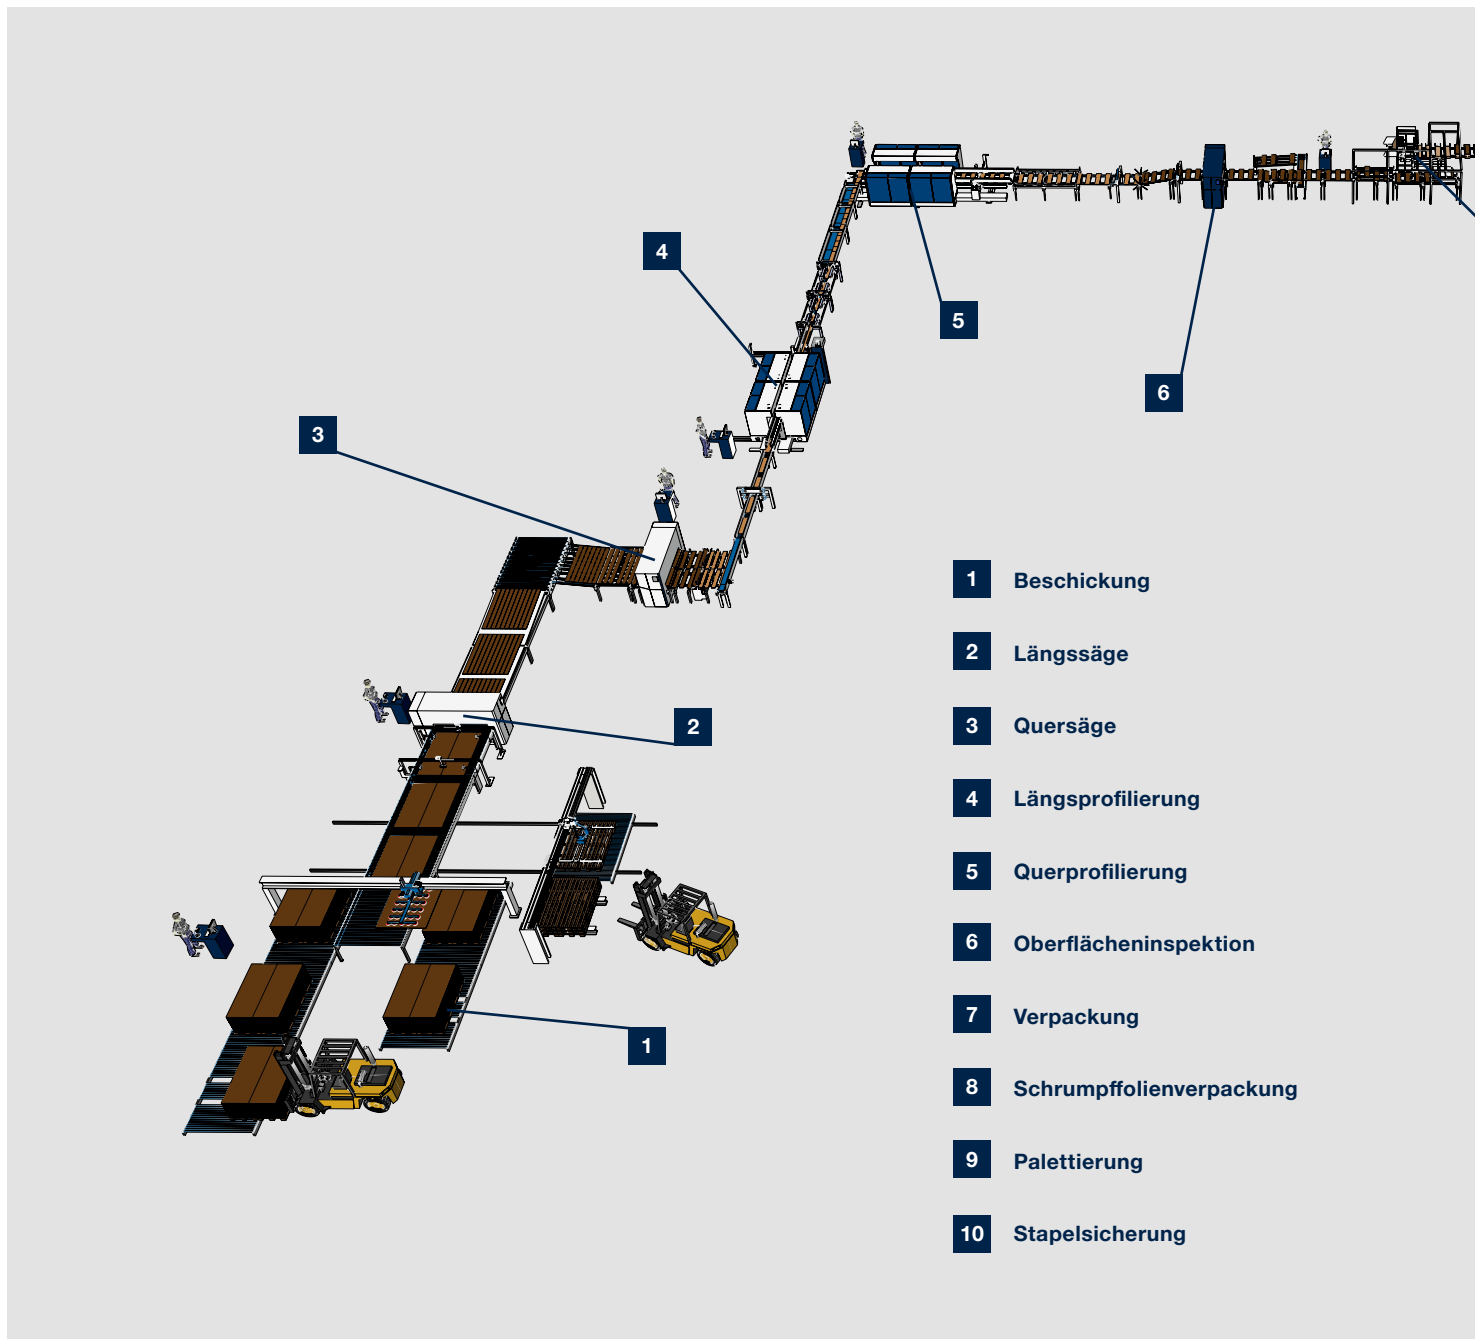 4
5
6
3
2
1
1 Beschickung
2 Längssäge
3 Quersäge
4 Längsprofilierung
5 Querprofilierung
6 Oberflächeninspektion
7 Verpackung
8 Schrumpffolienverpackung
9 Palettierung
10 Stapelsicherung